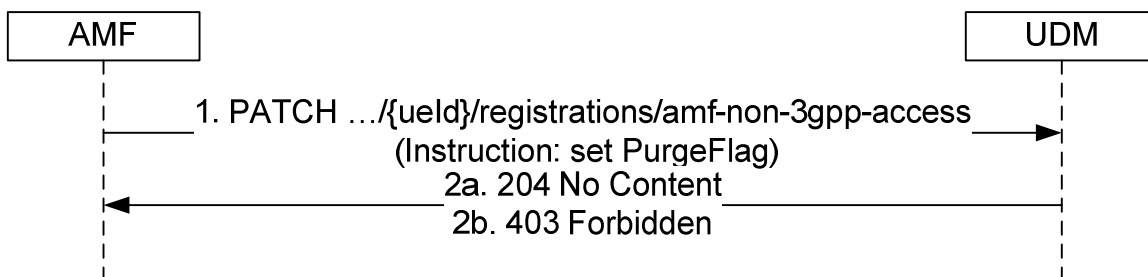 AMF
UDM
1. PATCH …/{ueId}/registrations/amf-non-3gpp-access
(Instruction: set PurgeFlag)
2a. 204 No Content
2b. 403 Forbidden